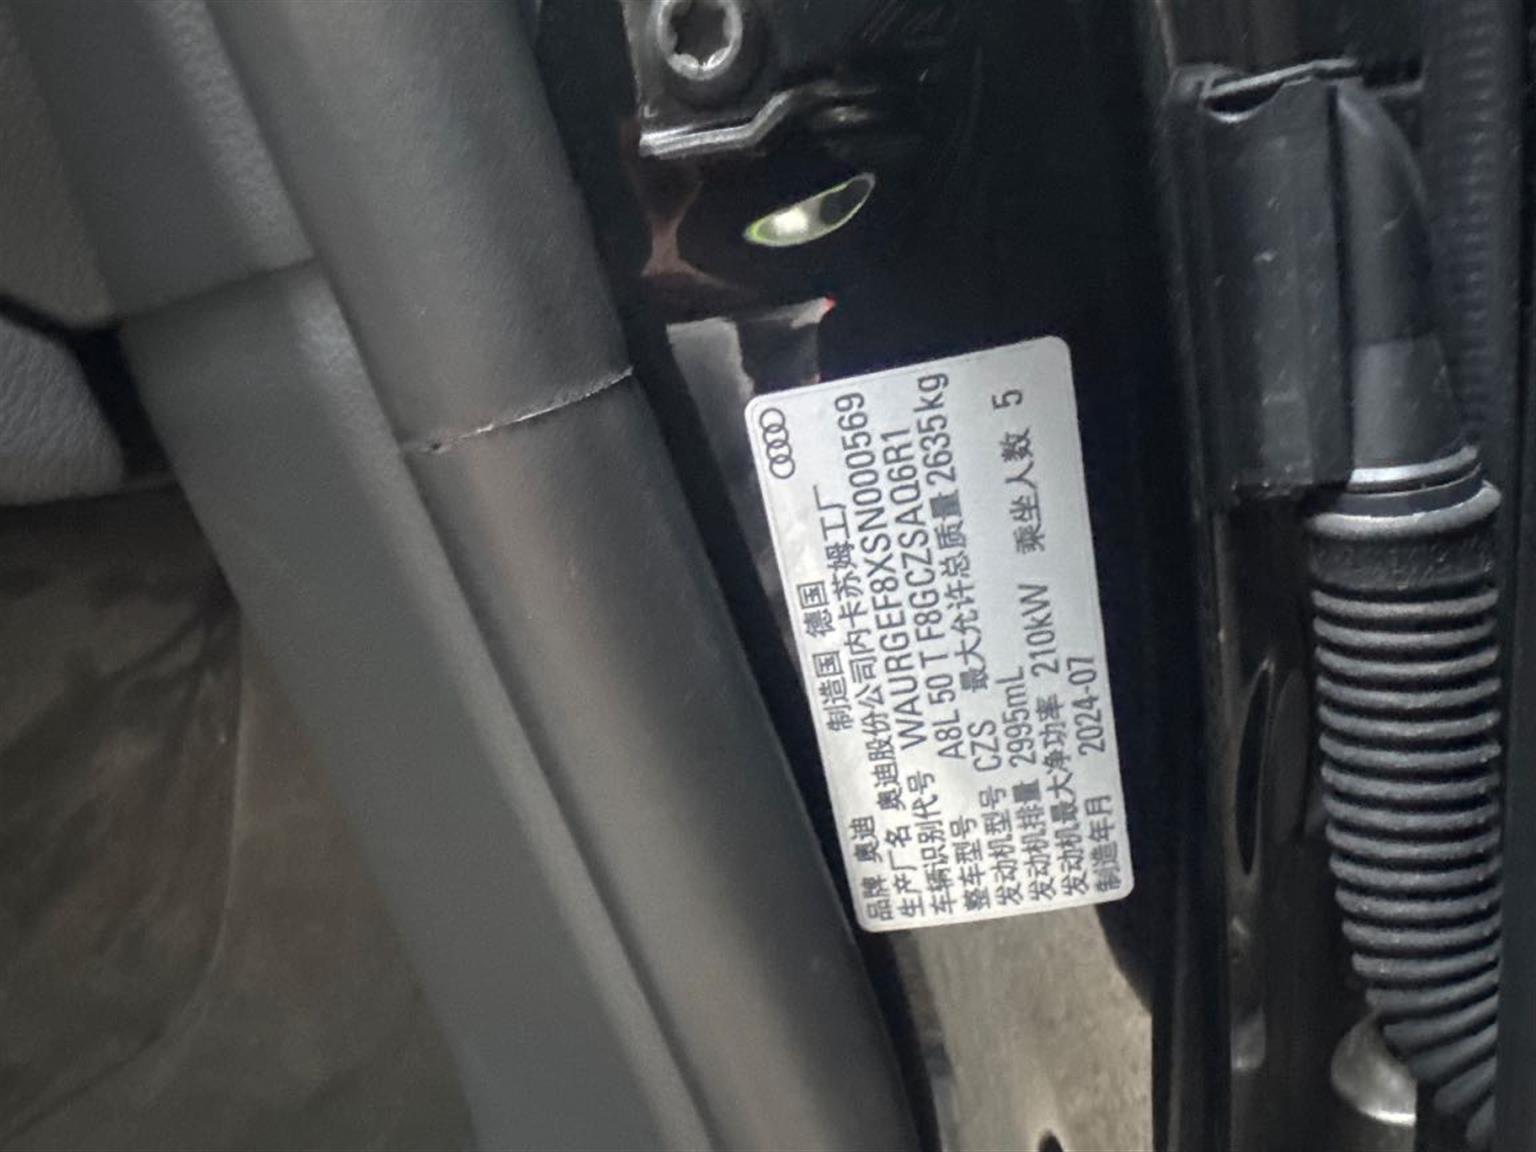 品牌 奥迪 制造国 德国
生产厂名 奥迪股份公司内卡苏姆工厂
车辆识别代号 WAURGEF8XSN000569
整车型号 A8L 50 T F8GCZSAQ6R1
发动机型号 CZS 最大允许总质量 2635kg
发动机排量 2995mL
发动机最大净功率 210kW 乘坐人数 5
制造年月 2024-07